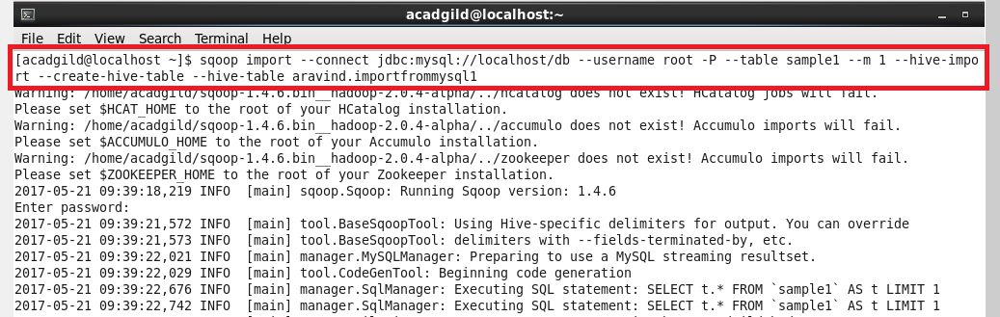 acadgild@localhost:~
File Edit View Search Terminal Help
[acadgild@localhost ~]$ sqoop import --connect jdbc:mysql://localhost/db --username root -P --table sample1 --m 1 --hive-impo
rt --create-hive-table --hive-table aravind.importfrommysql1
Warning: /home/acadgild/sqoop-1.4.6.bin__hadoop-2.0.4-alpha/../hcatalog does not exist! HCatalog jobs will fail.
Please set $HCAT_HOME to the root of your HCatalog installation.
Warning: /home/acadgild/sqoop-1.4.6.bin__hadoop-2.0.4-alpha/../accumulo does not exist! Accumulo imports will fail.
Please set $ACCUMULO_HOME to the root of your Accumulo installation.
Warning: /home/acadgild/sqoop-1.4.6.bin__hadoop-2.0.4-alpha/../zookeeper does not exist! Accumulo imports will fail.
Please set $ZOOKEEPER_HOME to the root of your Zookeeper installation.
2017-05-21 09:39:18,219 INFO  [main] sqoop.Sqoop: Running Sqoop version: 1.4.6
Enter password:
2017-05-21 09:39:21,572 INFO  [main] tool.BaseSqoopTool: Using Hive-specific delimiters for output. You can override
2017-05-21 09:39:21,573 INFO  [main] tool.BaseSqoopTool: delimiters with --fields-terminated-by, etc.
2017-05-21 09:39:22,021 INFO  [main] manager.MySQLManager: Preparing to use a MySQL streaming resultset.
2017-05-21 09:39:22,029 INFO  [main] tool.CodeGenTool: Beginning code generation
2017-05-21 09:39:22,676 INFO  [main] manager.SqlManager: Executing SQL statement: SELECT t.* FROM `sample1` AS t LIMIT 1
2017-05-21 09:39:22,742 INFO  [main] manager.SqlManager: Executing SQL statement: SELECT t.* FROM `sample1` AS t LIMIT 1